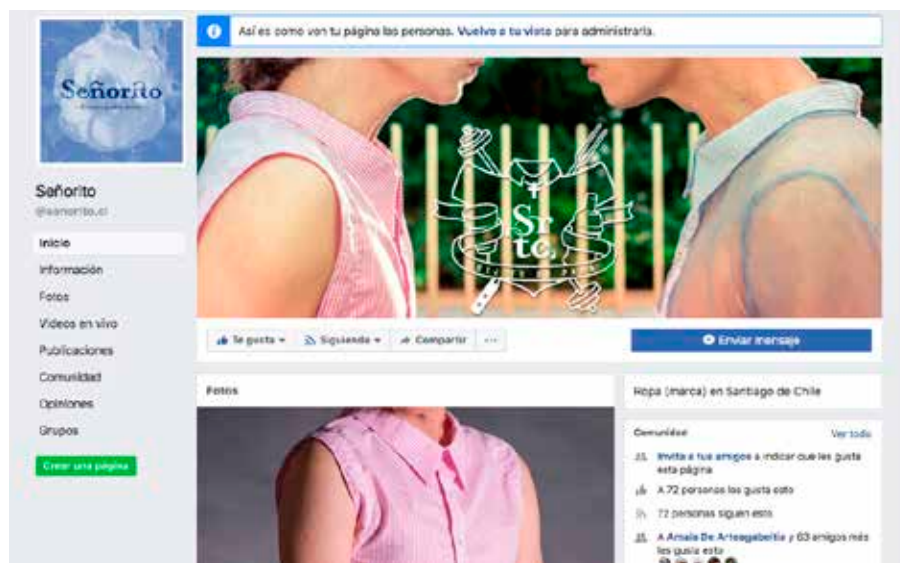 Así es como ven tu página las personas. Vuelve a tu vista para administrarla.
Señorito
Señorito
@senorito.cl
Inicio
Información
Fotos
Videos en vivo
Publicaciones
Comunidad
Opiniones
Grupos
Crear una página
Sr
to.
Te gusta
Siguiendo
Compartir
Enviar mensaje
Fotos
Ropa (marca) en Santiago de Chile
Comunidad
Ver todo
Invita a tus amigos a indicar que les gusta
esta página
A 72 personas les gusta esto
72 personas siguen esto
A Amaia De Arteagabeitia y 63 amigos más
les gusta esto